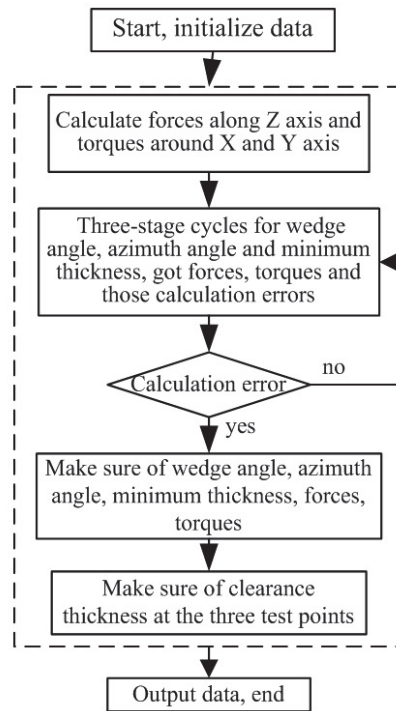 Start, initialize data
Calculate forces along Z axis and
torques around X and Y axis
Three-stage cycles for wedge
angle, azimuth angle and minimum
thickness, got forces, torques and
those calculation errors
Calculation error
no
yes
Make sure of wedge angle, azimuth
angle, minimum thickness, forces,
torques
Make sure of clearance
thickness at the three test points
Output data, end